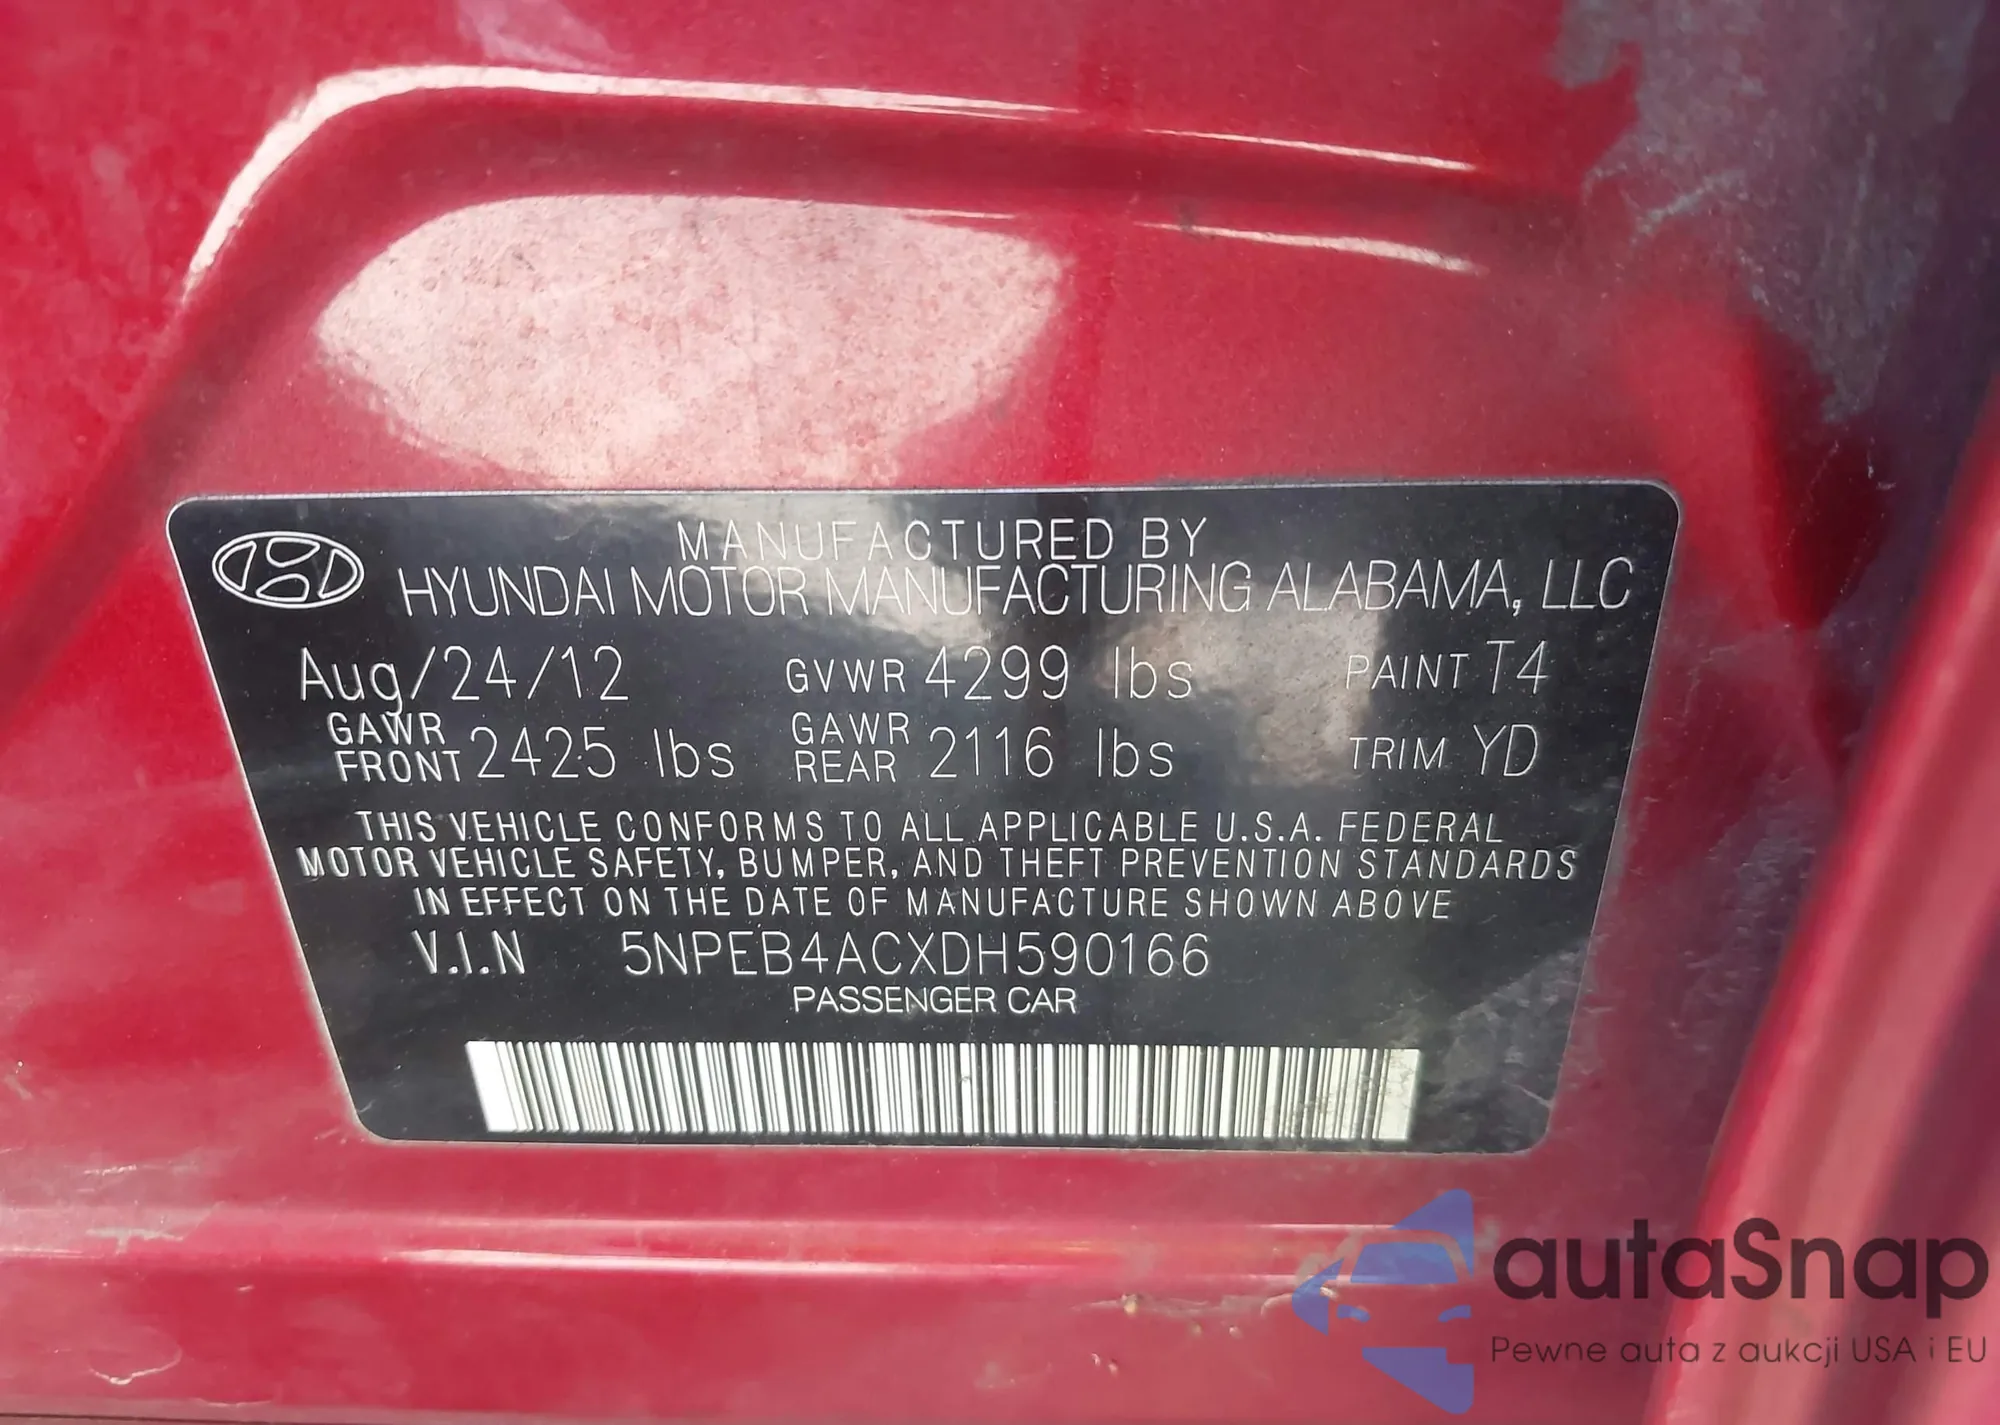 MANUFACTURED BY
HYUNDAI MOTOR MANUFACTURING ALABAMA, LLC
Aug/24/12 GVWR 4299 lbs PAINT T4
GAWR FRONT 2425 lbs GAWR REAR 2116 lbs TRIM YD
THIS VEHICLE CONFORMS TO ALL APPLICABLE U.S.A. FEDERAL
MOTOR VEHICLE SAFETY, BUMPER, AND THEFT PREVENTION STANDARDS
IN EFFECT ON THE DATE OF MANUFACTURE SHOWN ABOVE
V.I.N 5NPEB4ACXDH590166
PASSENGER CAR
autaSnap
Pewne auta z aukcji USA i EU